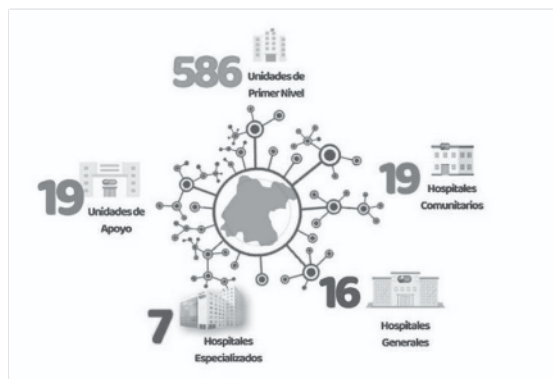 586
Unidades de
Primer Nivel
19
Unidades de
Apoyo
19
Hospitales
Comunitarios
7
Hospitales
Especializados
16
Hospitales
Generales